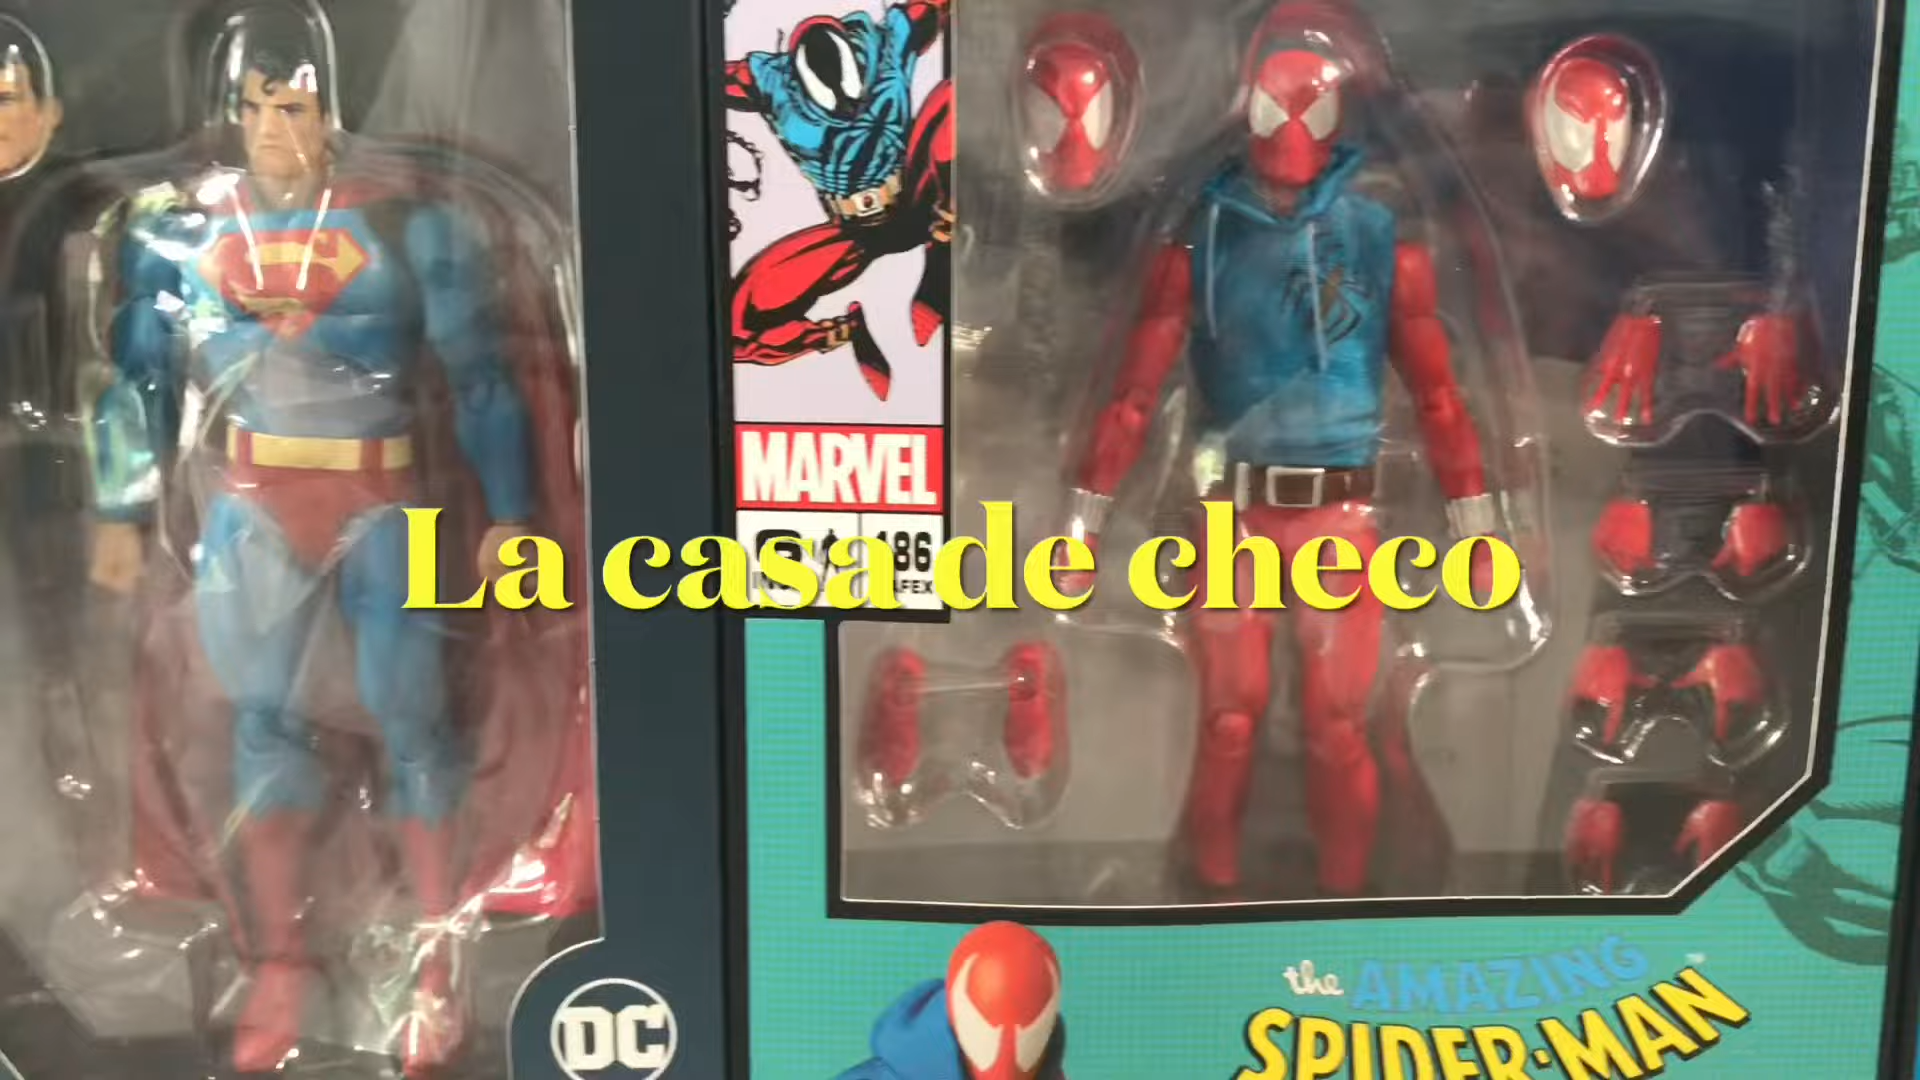 MARVEL
186
La casa de checo
DC
the AMAZING
SPIDER-MAN